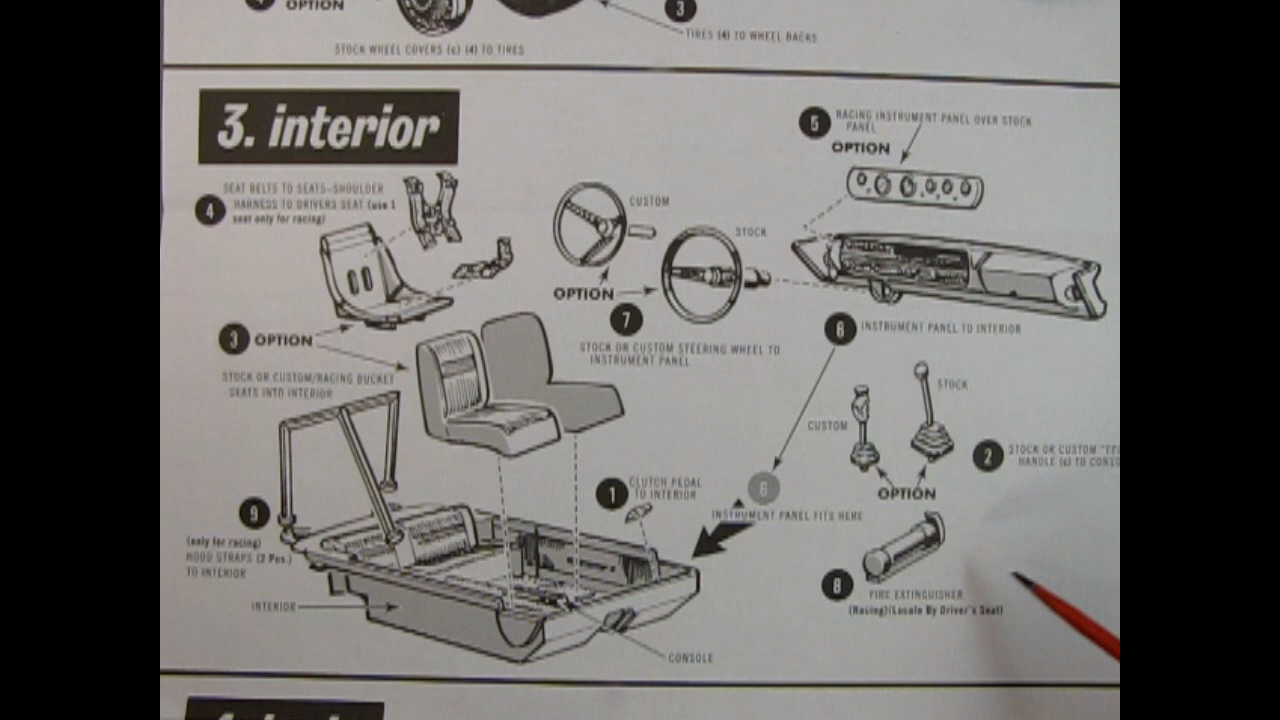 4
OPTION
STOCK WHEEL COVERS (c) (4) TO TIRES
3
TIRES (4) TO WHEEL BACKS
3. interior
4
SEAT BELTS TO SEATS-SHOULDER
HARNESS TO DRIVERS SEAT (use 1
seat only for racing)
CUSTOM
STOCK
OPTION
7
STOCK OR CUSTOM STEERING WHEEL TO
INSTRUMENT PANEL
5
RACING INSTRUMENT PANEL OVER STOCK
PANEL
OPTION
6
INSTRUMENT PANEL TO INTERIOR
3
OPTION
STOCK OR CUSTOM/RACING BUCKET
SEATS INTO INTERIOR
STOCK
CUSTOM
OPTION
2
STOCK OR CUSTOM
HANDLE (c) TO
1
CLUTCH PEDAL
TO INTERIOR
6
INSTRUMENT PANEL FITS HERE
9
(only for racing)
HOOD STRAPS (2 Pcs.)
TO INTERIOR
INTERIOR
CONSOLE
8
FIRE EXTINGUISHER
(Racing)(Locate By Driver's Seat)